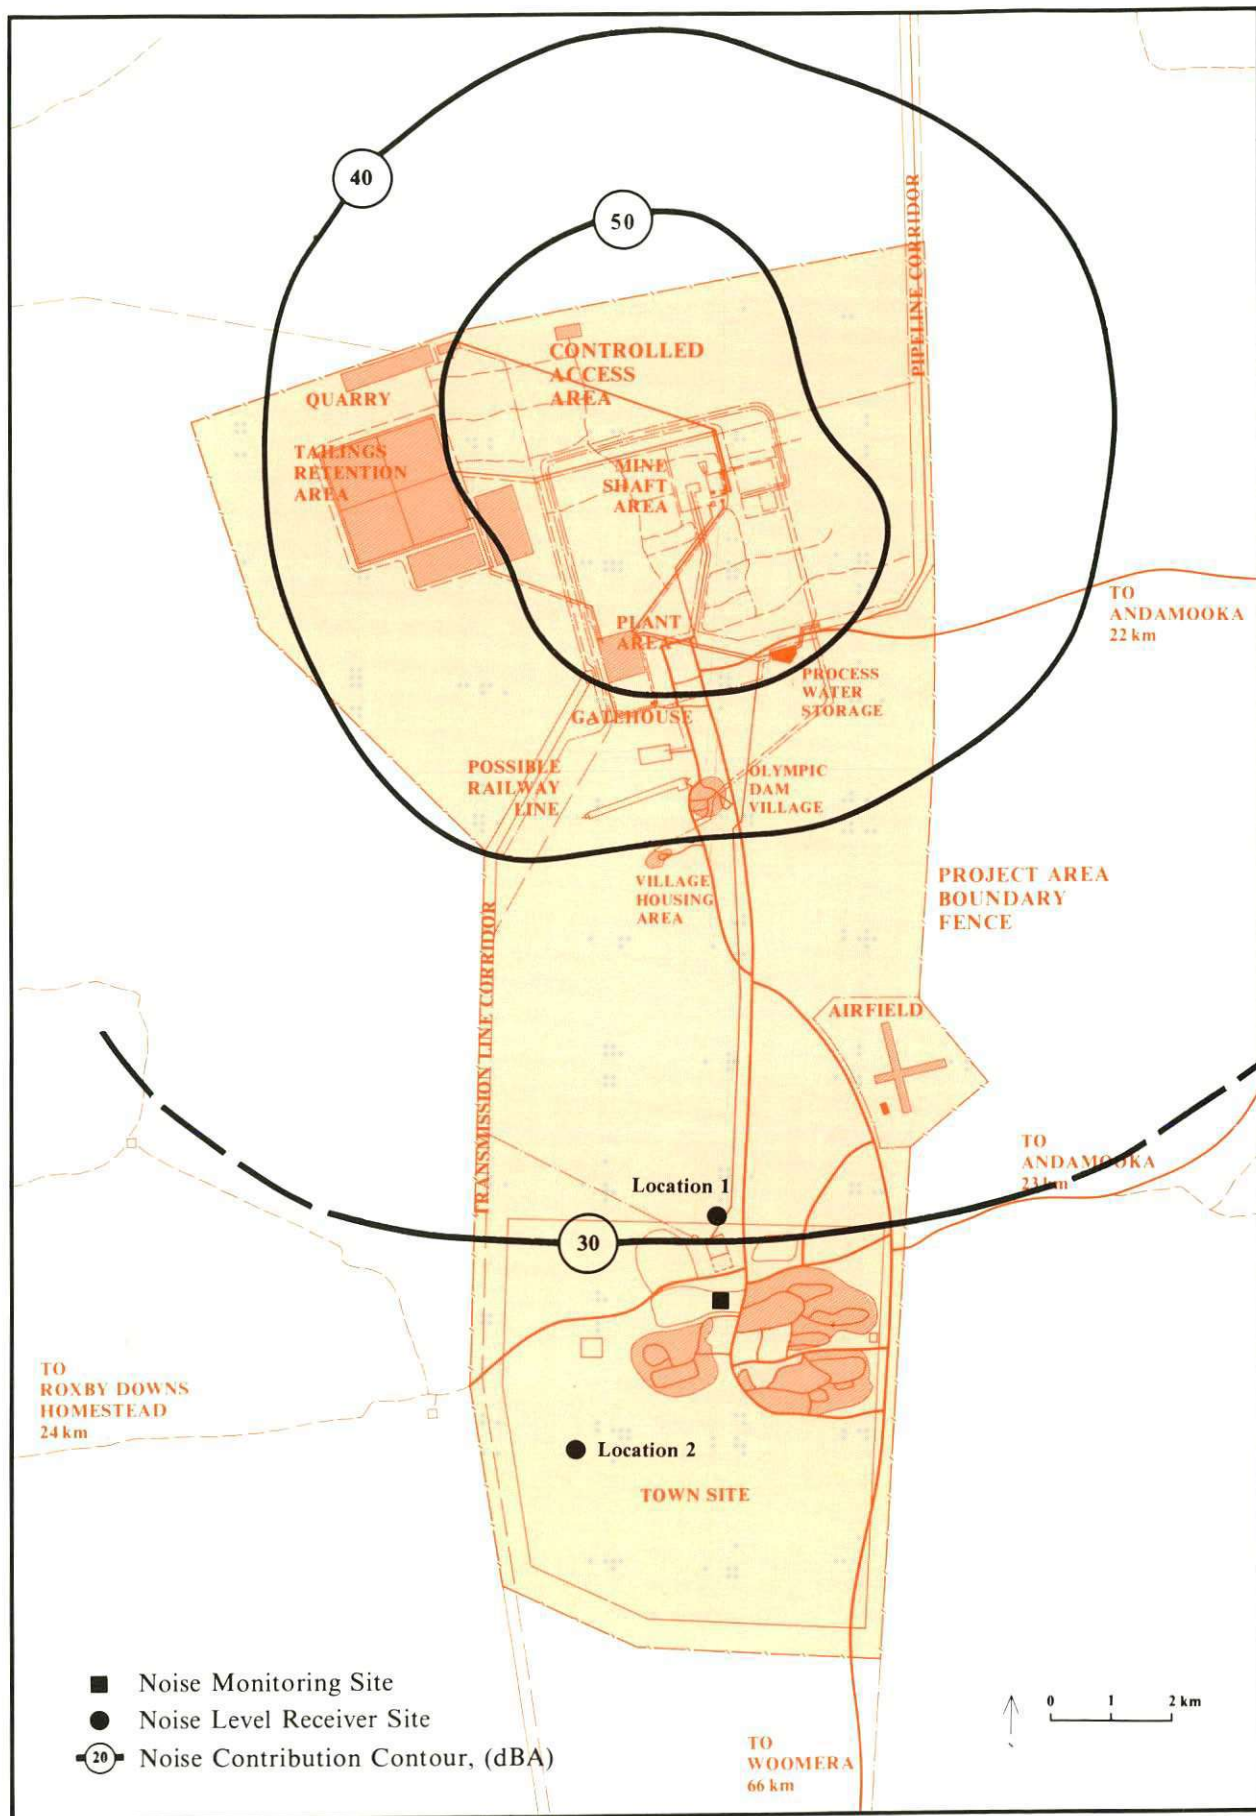 40
50
PIPELINE CORRIDOR
CONTROLLED
ACCESS
AREA
QUARRY
TAILINGS
RETENTION
AREA
MINE
SHAFT
AREA
TO
ANDAMOOKA
22 km
PLANT
AREA
PROCESS
WATER
STORAGE
GATEHOUSE
POSSIBLE
RAILWAY
LINE
OLYMPIC
DAM
VILLAGE
VILLAGE
HOUSING
AREA
PROJECT AREA
BOUNDARY
FENCE
TRANSMISSION LINE CORRIDOR
AIRFIELD
TO
ANDAMOOKA
23 km
Location 1
30
TO
ROXBY DOWNS
HOMESTEAD
24 km
Location 2
TOWN SITE
Noise Monitoring Site
Noise Level Receiver Site
20 Noise Contribution Contour, (dBA)
TO
WOOMERA
66 km
0 1 2 km